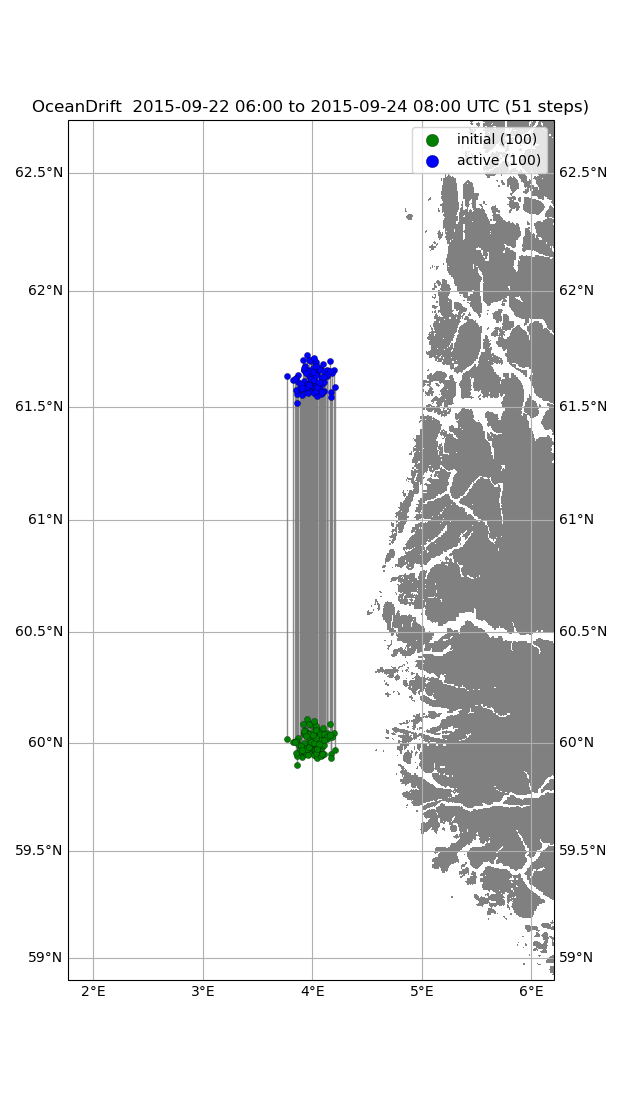 OceanDrift  2015-09-22 06:00 to 2015-09-24 08:00 UTC (51 steps)
initial (100)
active (100)
62.5°N 62.5°N
62°N 62°N
61.5°N 61.5°N
61°N 61°N
60.5°N 60.5°N
60°N 60°N
59.5°N 59.5°N
59°N 59°N
2°E 3°E 4°E 5°E 6°E